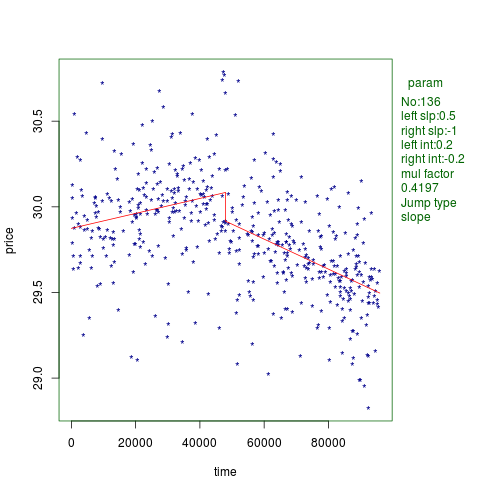 param
No:136
left slp:0.5
right slp:-1
left int:0.2
right int:-0.2
mul factor
0.4197
Jump type
slope
30.5
30.0
29.5
29.0
price
0 20000 40000 60000 80000
time